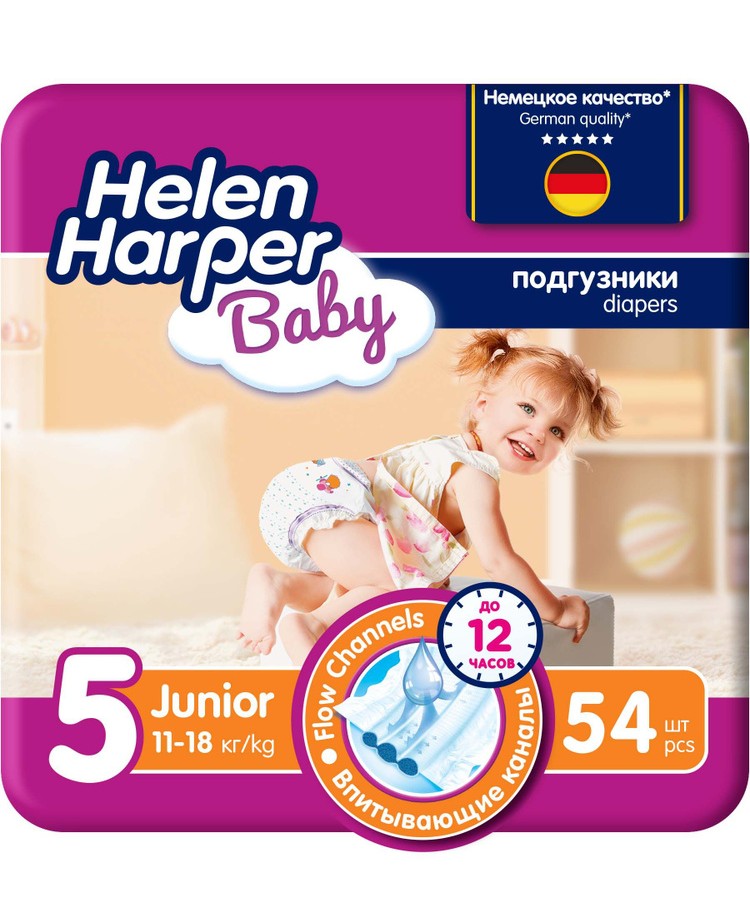 Немецкое качество*
German quality*
Helen
Harper
Baby
подгузники
diapers
до
12
часов
Flow Channels
Впитывающие каналы
5
Junior
11-18 кг/kg
54
шт
pcs